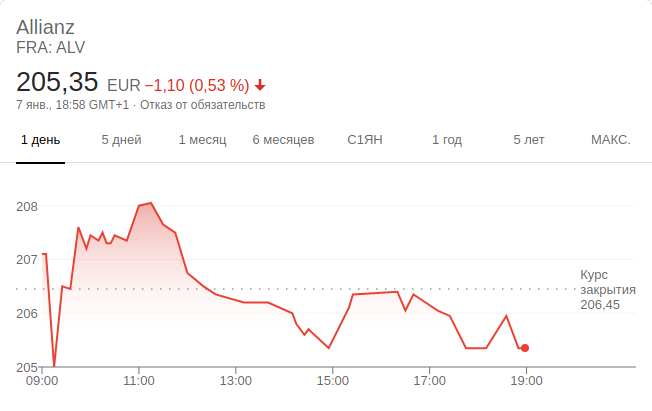 Allianz
FRA: ALV
205,35 EUR −1,10 (0,53 %)
7 янв., 18:58 GMT+1 · Отказ от обязательств
1 день 5 дней 1 месяц 6 месяцев С1ЯН 1 год 5 лет МАКС.
208
207
Курс
закрытия
206,45
206
205
09:00 11:00 13:00 15:00 17:00 19:00